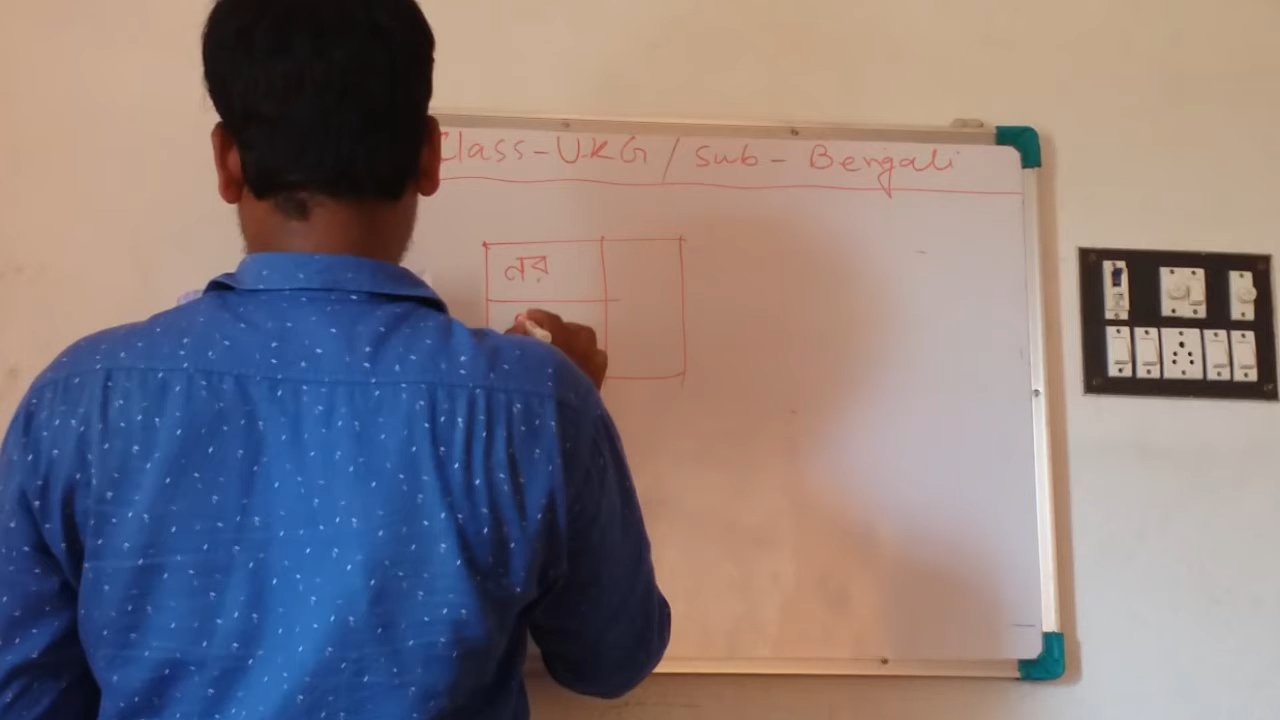 Class-U.K.G / Sub - Bengali
নর